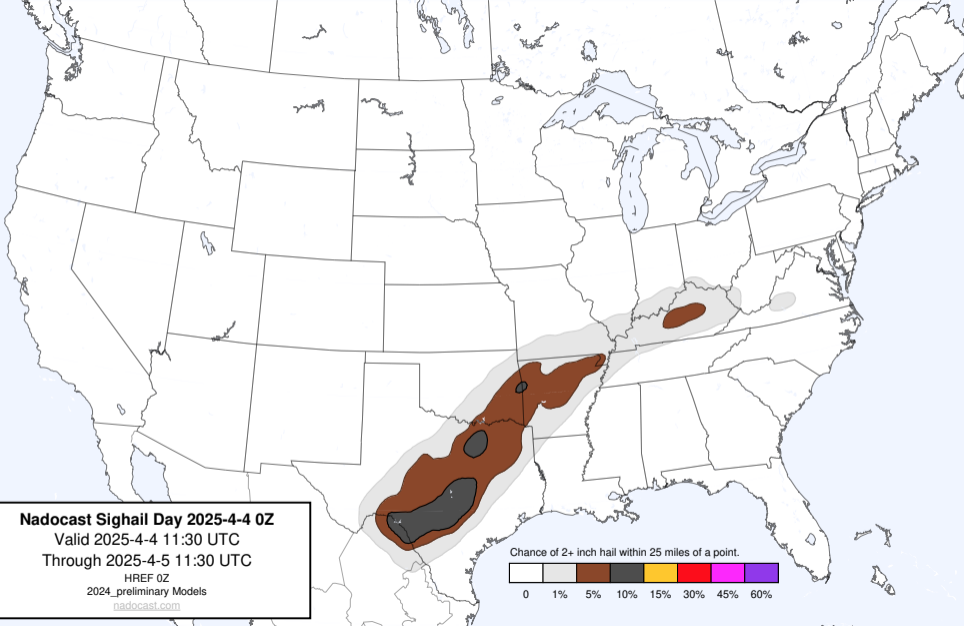 Nadocast Sighail Day 2025-4-4 0Z
Valid 2025-4-4 11:30 UTC
Through 2025-4-5 11:30 UTC
HREF 0Z
2024_preliminary Models
nadocast.com
Chance of 2+ inch hail within 25 miles of a point.
0 1% 5% 10% 15% 30% 45% 60%